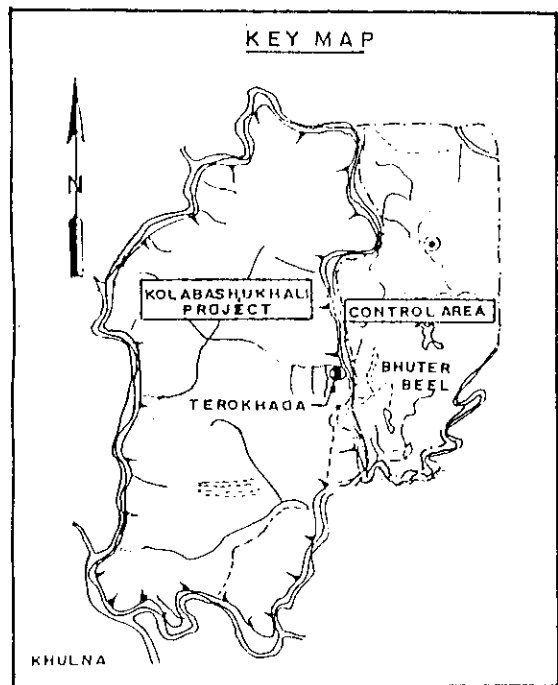 KEY MAP
N
KOLABASHUKHALI
PROJECT
CONTROL AREA
BHUTER
BEEL
TEROKHADA
KHULNA